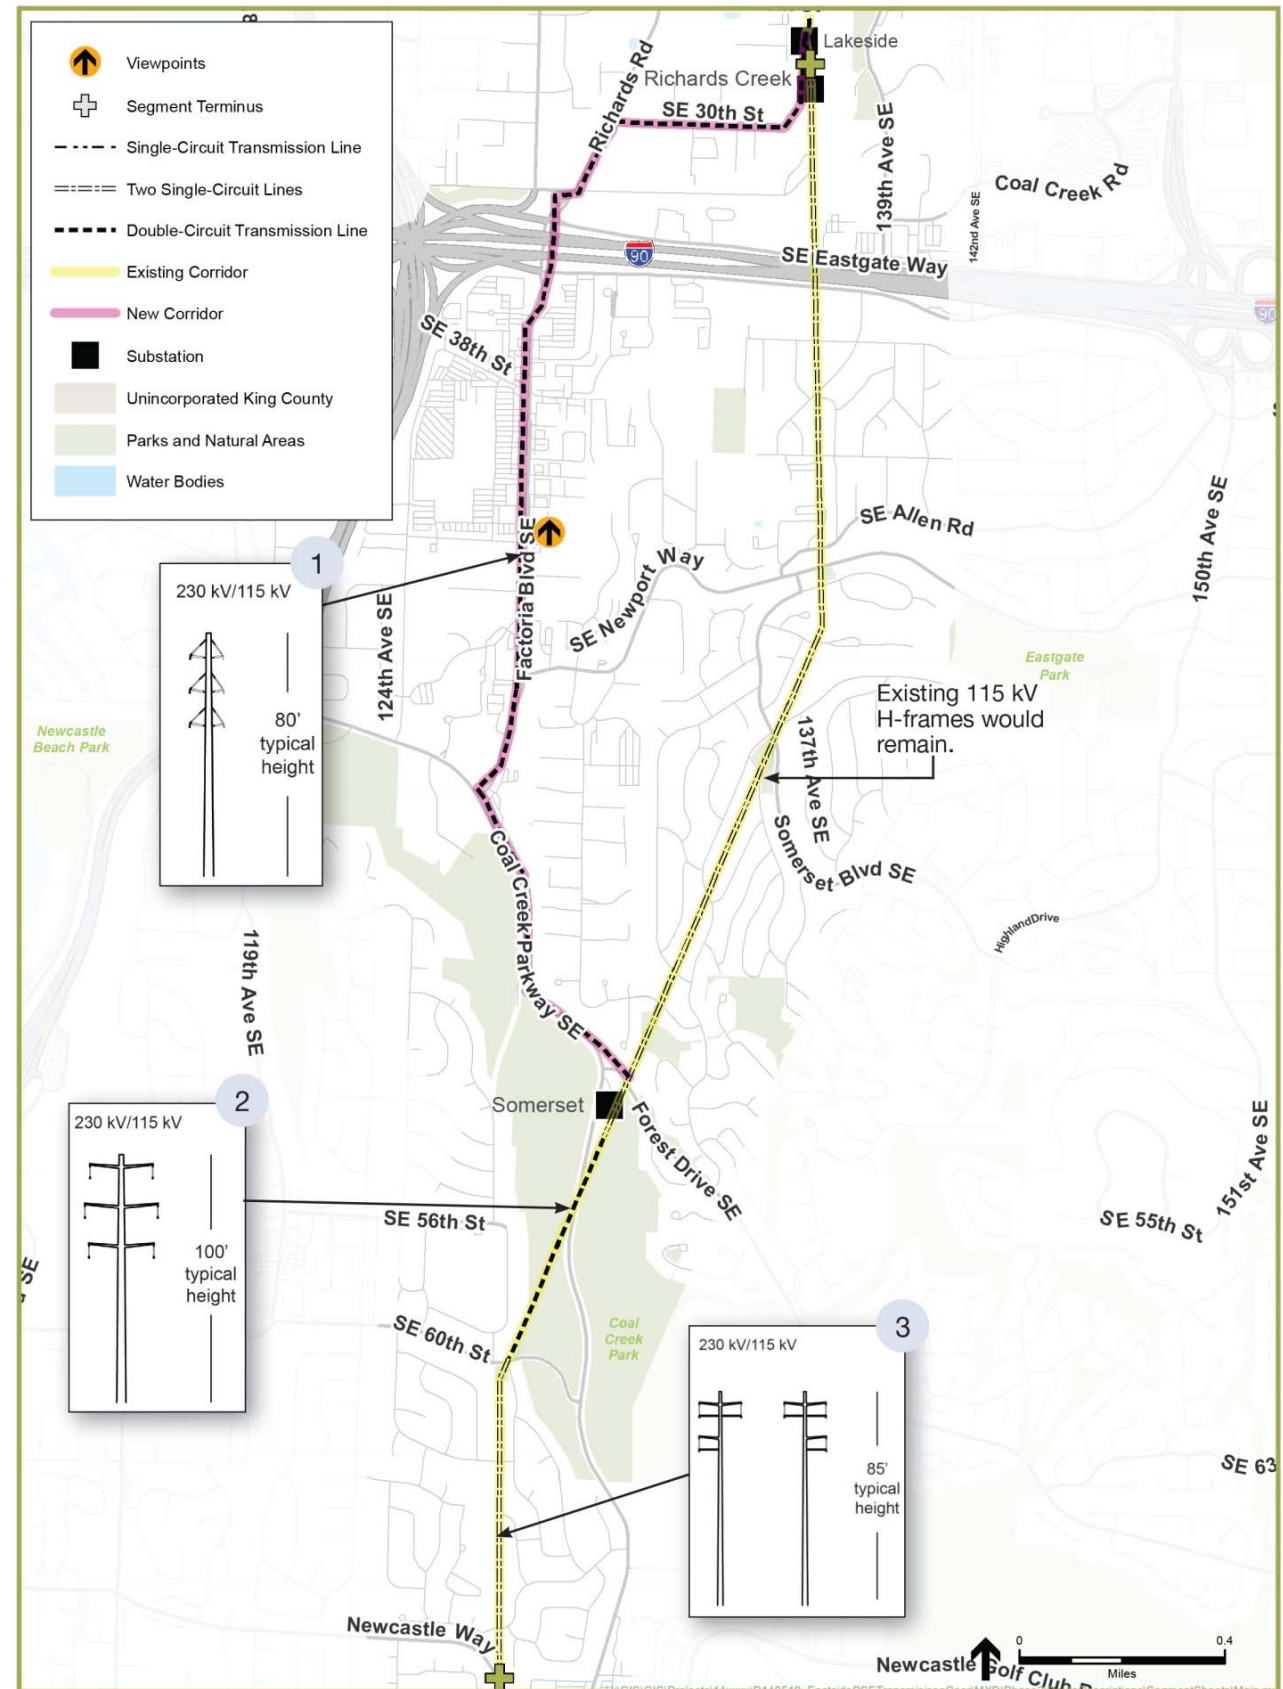 Viewpoints
Segment Terminus
Single-Circuit Transmission Line
Two Single-Circuit Lines
Double-Circuit Transmission Line
Existing Corridor
New Corridor
Substation
Unincorporated King County
Parks and Natural Areas
Water Bodies
Lakeside
Richards Creek
Richards Rd
SE 30th St
139th Ave SE
142nd Ave SE
Coal Creek Rd
90
SE Eastgate Way
90
SE 38th St
Factoria Blvd SE
SE Allen Rd
150th Ave SE
SE Newport Way
124th Ave SE
1
230 kV/115 kV
80’
typical
height
Eastgate
Park
Existing 115 kV
H-frames would
remain.
Newcastle
Beach Park
137th Ave SE
Somerset Blvd SE
Coal Creek Parkway SE
Highland Drive
119th Ave SE
Somerset
Forest Drive SE
2
230 kV/115 kV
100’
typical
height
SE 56th St
SE 55th St
151st Ave SE
SE
SE 60th St
Coal
Creek
Park
3
230 kV/115 kV
85’
typical
height
SE 63
Newcastle Way
0 0.4
Miles
Newcastle Golf Club